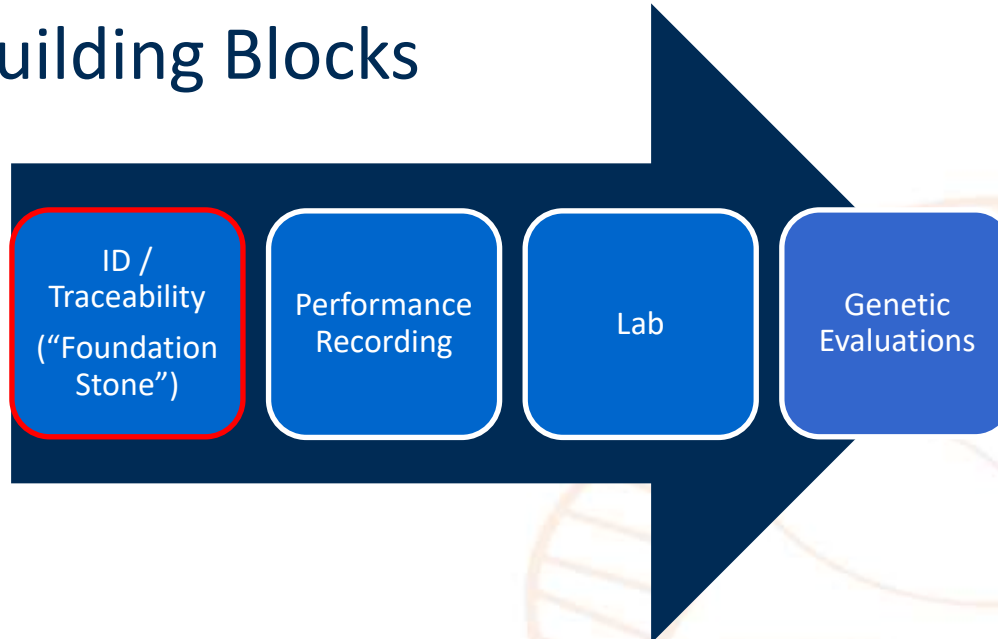 uilding Blocks
ID /
Traceability
(“Foundation
Stone”)
Performance
Recording
Lab
Genetic
Evaluations